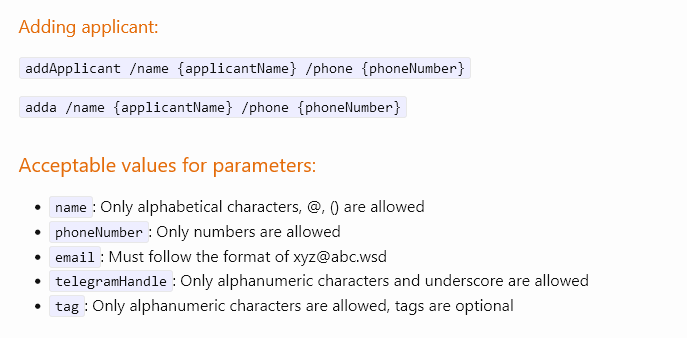 Adding applicant:
addApplicant /name {applicantName} /phone {phoneNumber}
adda /name {applicantName} /phone {phoneNumber}
Acceptable values for parameters:
• name: Only alphabetical characters, @, () are allowed
• phoneNumber: Only numbers are allowed
• email: Must follow the format of xyz@abc.wsd
• telegramHandle: Only alphanumeric characters and underscore are allowed
• tag: Only alphanumeric characters are allowed, tags are optional